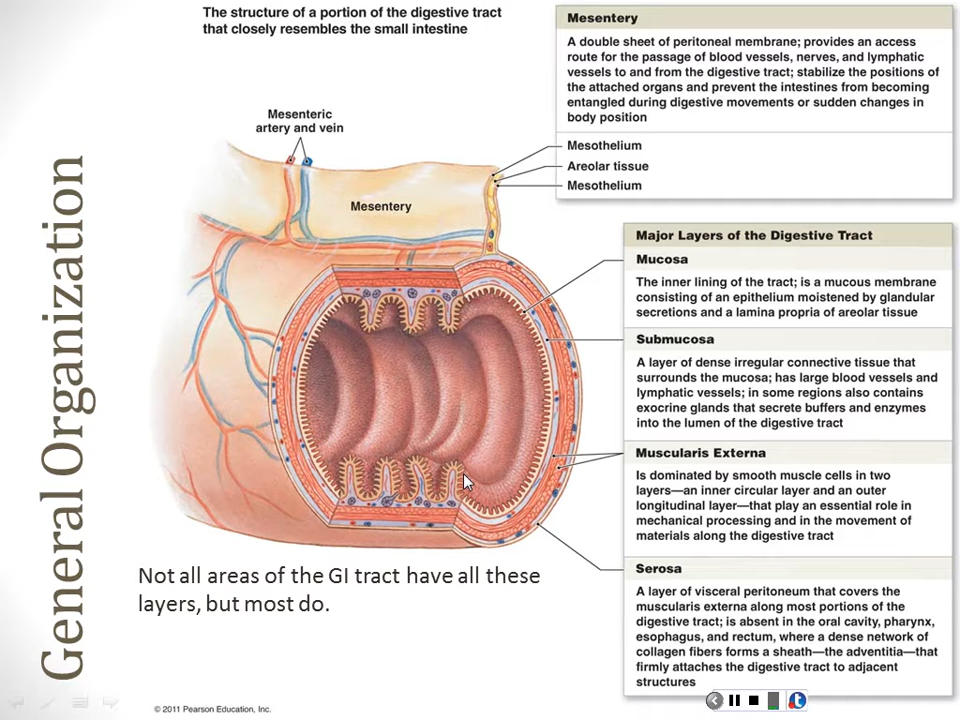 General Organization
The structure of a portion of the digestive tract
that closely resembles the small intestine
Mesenteric
artery and vein
Mesentery
Mesentery
A double sheet of peritoneal membrane; provides an access
route for the passage of blood vessels, nerves, and lymphatic
vessels to and from the digestive tract; stabilize the positions of
the attached organs and prevent the intestines from becoming
entangled during digestive movements or sudden changes in
body position
Mesothelium
Areolar tissue
Mesothelium
Major Layers of the Digestive Tract
Mucosa
The inner lining of the tract; is a mucous membrane
consisting of an epithelium moistened by glandular
secretions and a lamina propria of areolar tissue
Submucosa
A layer of dense irregular connective tissue that
surrounds the mucosa; has large blood vessels and
lymphatic vessels; in some regions also contains
exocrine glands that secrete buffers and enzymes
into the lumen of the digestive tract
Muscularis Externa
Is dominated by smooth muscle cells in two
layers—an inner circular layer and an outer
longitudinal layer—that play an essential role in
mechanical processing and in the movement of
materials along the digestive tract
Serosa
A layer of visceral peritoneum that covers the
muscularis externa along most portions of the
digestive tract; is absent in the oral cavity, pharynx,
esophagus, and rectum, where a dense network of
collagen fibers forms a sheath—the adventitia—that
firmly attaches the digestive tract to adjacent
structures
Not all areas of the GI tract have all these
layers, but most do.
© 2011 Pearson Education, Inc.
t